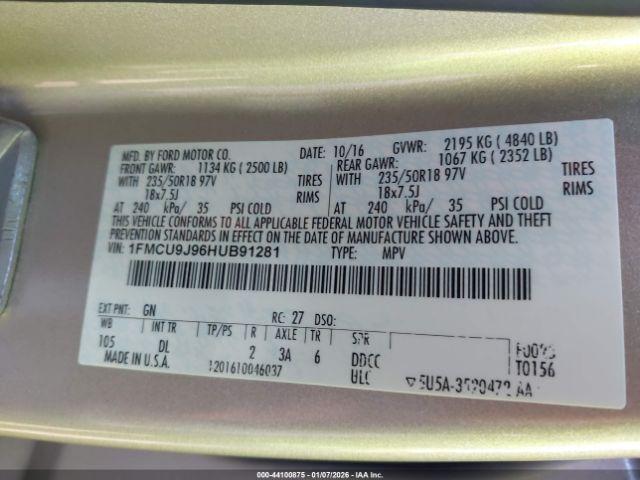 MFD. BY FORD MOTOR CO. DATE: 10/16 GVWR: 2195 KG ( 4840 LB)
FRONT GAWR: 1134 KG ( 2500 LB) REAR GAWR: 1067 KG ( 2352 LB)
WITH 235/50R18 97V TIRES WITH 235/50R18 97V TIRES
18x7.5J RIMS 18x7.5J RIMS
AT 240 kPa/ 35 PSI COLD AT 240 kPa/ 35 PSI COLD
THIS VEHICLE CONFORMS TO ALL APPLICABLE FEDERAL MOTOR VEHICLE SAFETY AND THEFT
PREVENTION STANDARDS IN EFFECT ON THE DATE OF MANUFACTURE SHOWN ABOVE.
VIN: 1FMCU9J96HUB91281 TYPE: MPV
EXT PNT: GN RC: 27 DSO:
WB INT TR TP/PS R AXLE TR SPR
105 DL 2 3A 6 DDCC T0156
MADE IN U.S.A. 1201610046037
000-44100875 | 01/07/2026 | IAA Inc.